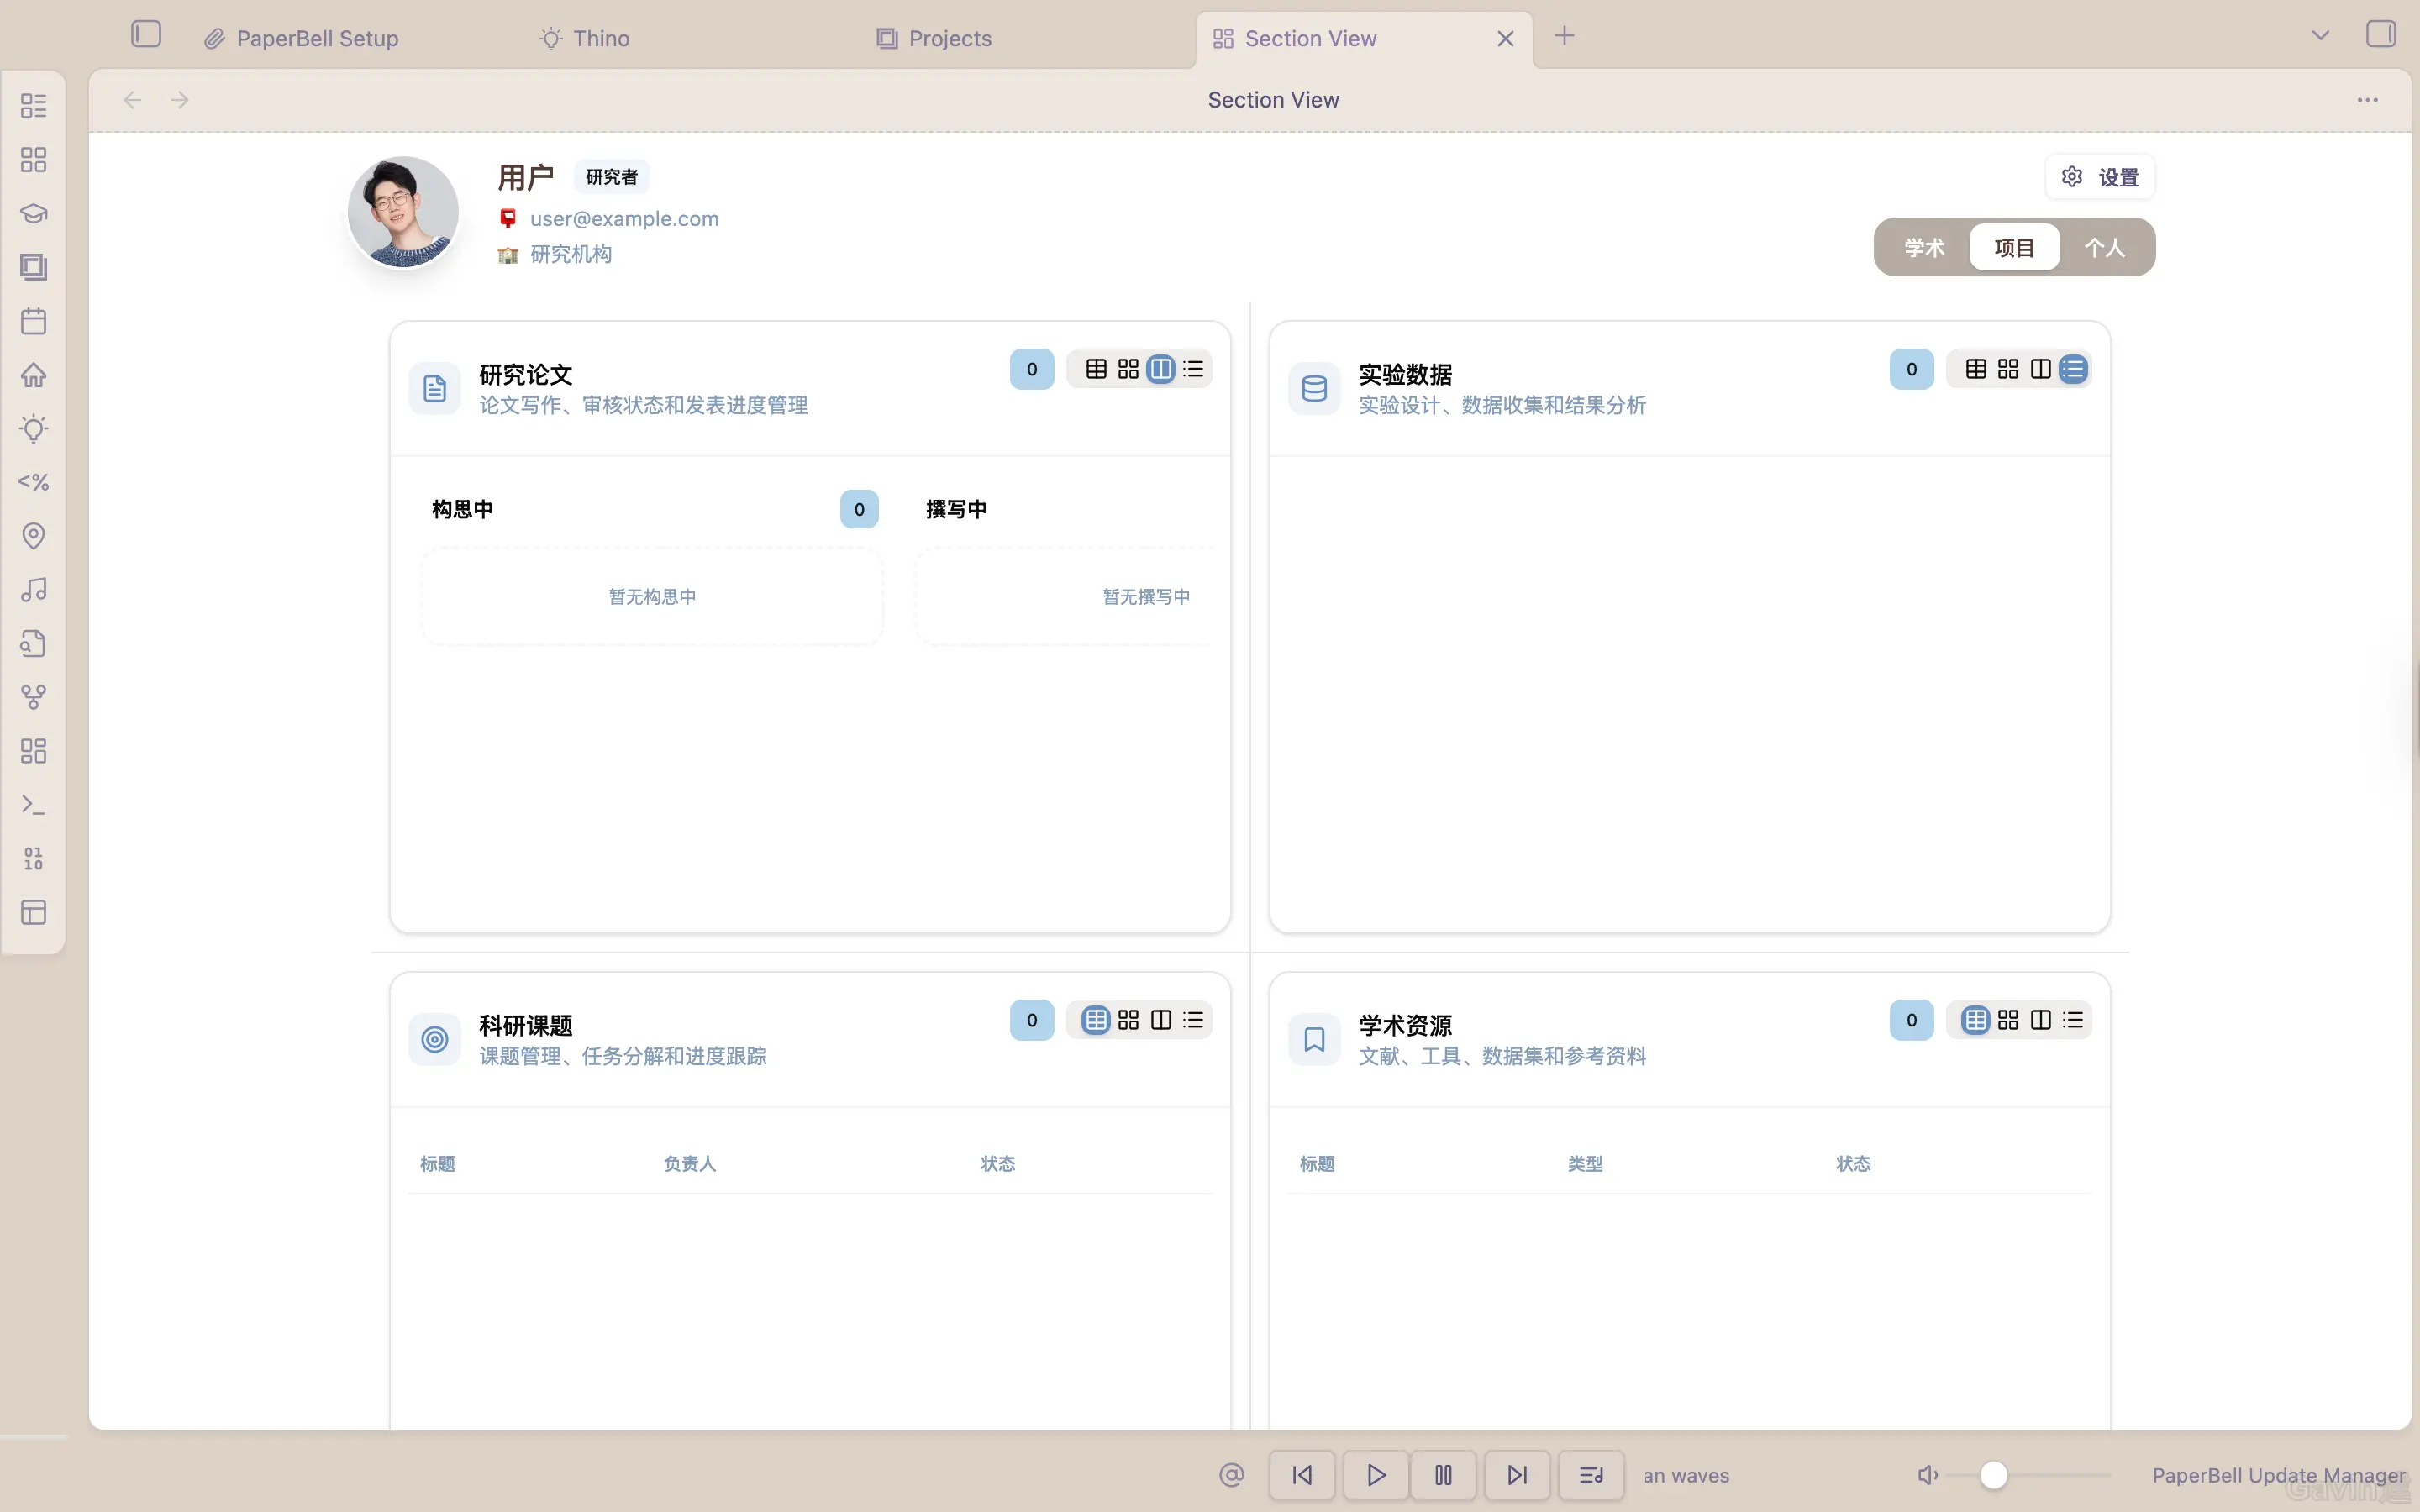 PaperBell Setup
Thino
Projects
Section View
Section View
用户
研究者
user@example.com
研究机构
设置
学术
项目
个人
研究论文
0
论文写作、审核状态和发表进度管理
构思中
0
撰写中
暂无构思中
暂无撰写中
实验数据
0
实验设计、数据收集和结果分析
科研课题
0
课题管理、任务分解和进度跟踪
标题
负责人
状态
学术资源
0
文献、工具、数据集和参考资料
标题
类型
状态
<%
01
10
@
an waves
PaperBell Update Manager